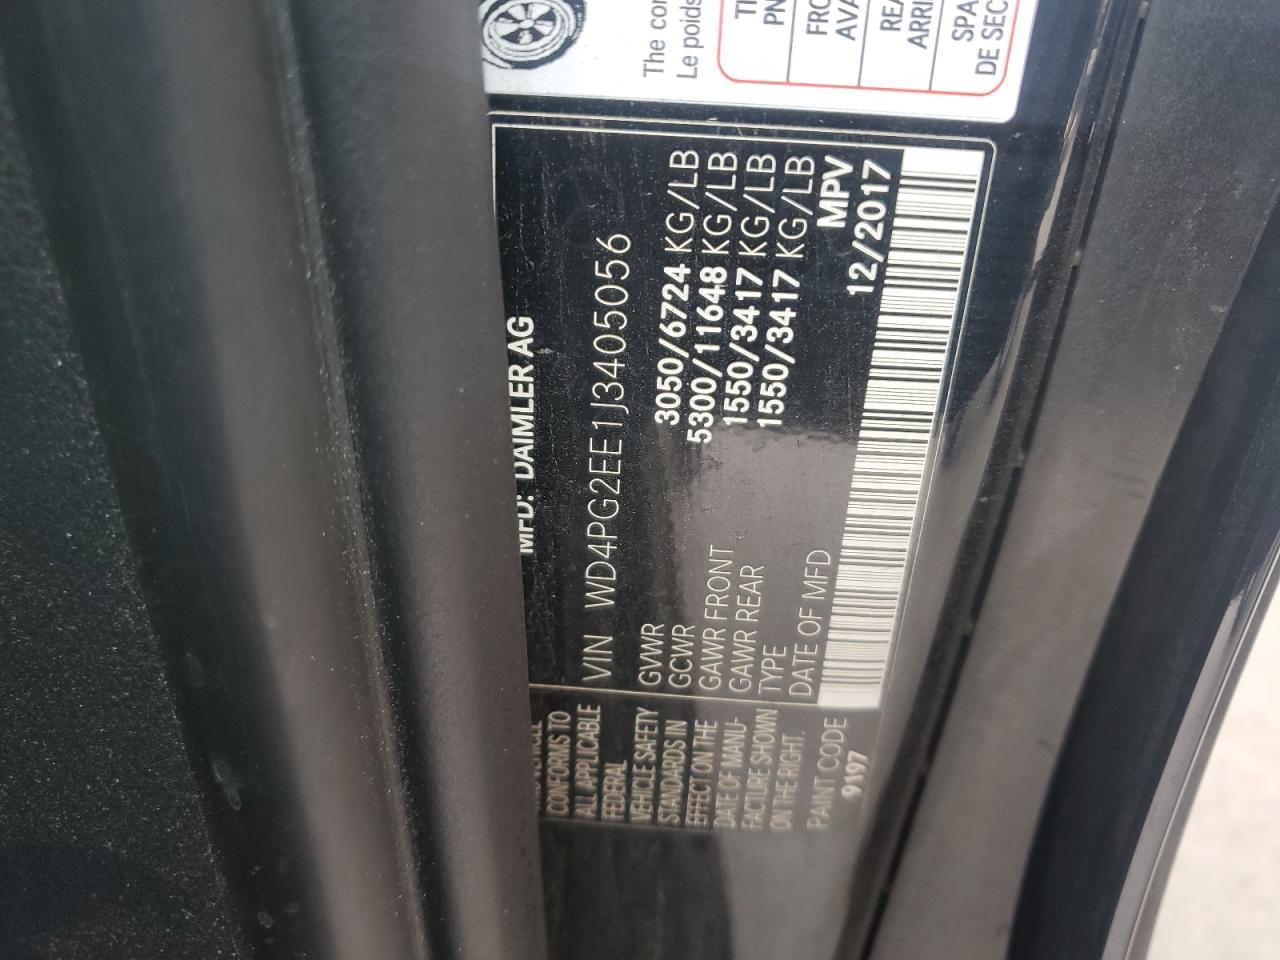 MFD: DAIMLER AG
VIN WD4PG2EE1J3405056
GVWR 3050/6724 KG/LB
GCWR 5300/11648 KG/LB
GAWR FRONT 1550/3417 KG/LB
GAWR REAR 1550/3417 KG/LB
TYPE MPV
DATE OF MFD 12/2017
VEHICLE
CONFORMS TO
ALL APPLICABLE
FEDERAL
VEHICLE SAFETY
STANDARDS IN
EFFECT ON THE
DATE OF MANU-
FACTURE SHOWN
ON THE RIGHT.
PAINT CODE
9197
The co
Le poids
PN
FRO
AVA
REA
ARRI
SPA
DE SEC